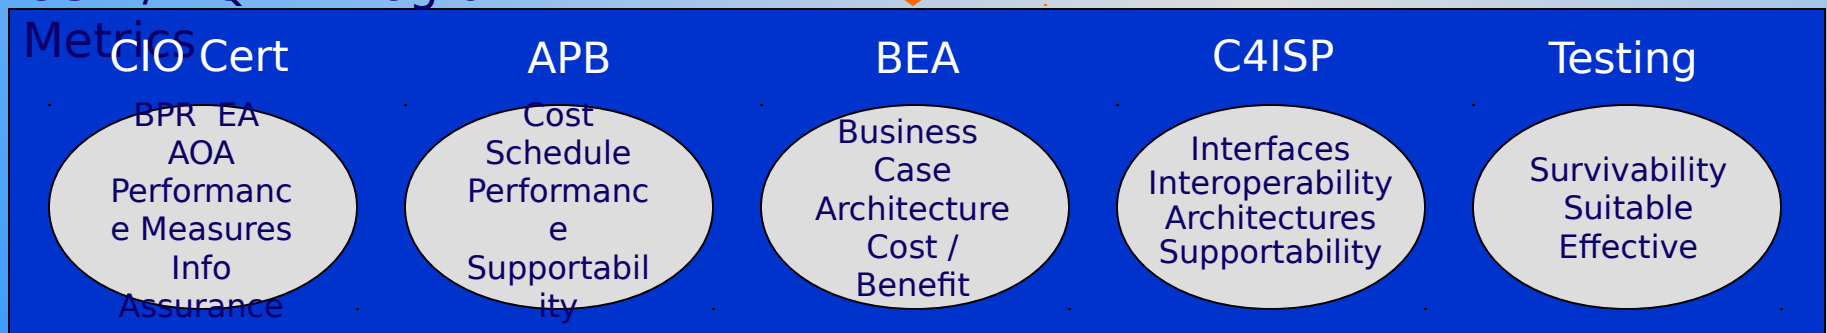 Metrics
CIO Cert
BPR EA
AOA
Performanc
e Measures
Info
Assurance
APB
Cost
Schedule
Performanc
e
Supportabil
ity
BEA
Business
Case
Architecture
Cost /
Benefit
C4ISP
Interfaces
Interoperability
Architectures
Supportability
Testing
Survivability
Suitable
Effective